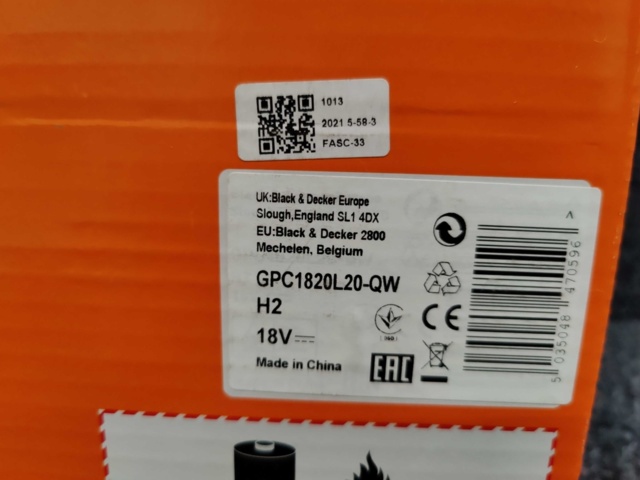 1013
2021 5-58-3
FASC-33
UK:Black & Decker Europe
Slough,England SL1 4DX
EU:Black & Decker 2800
Mechelen, Belgium
GPC1820L20-QW
H2
18V
Made in China
CE
EAC
5 035048 470596